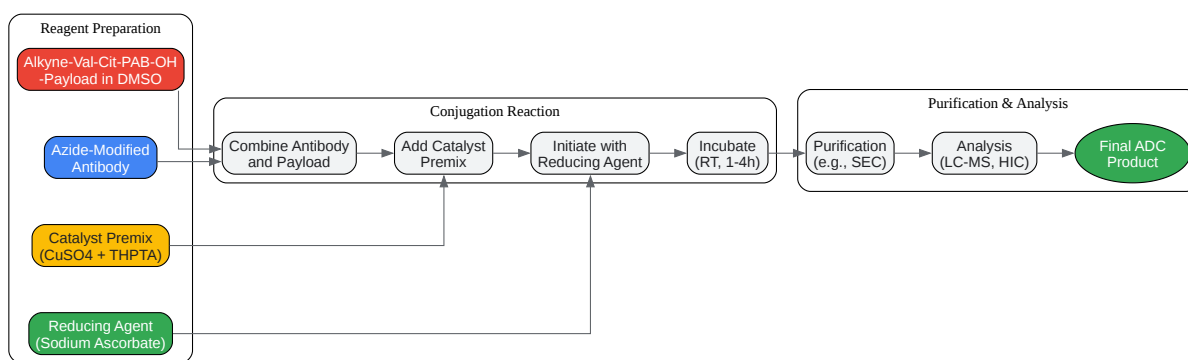 Reagent Preparation
Alkyne-Val-Cit-PAB-OH
-Payload in DMSO
Azide-Modified
Antibody
Catalyst Premix
(CuSO4 + THPTA)
Reducing Agent
(Sodium Ascorbate)
Conjugation Reaction
Combine Antibody
and Payload
Add Catalyst
Premix
Initiate with
Reducing Agent
Incubate
(RT, 1-4h)
Purification & Analysis
Purification
(e.g., SEC)
Analysis
(LC-MS, HIC)
Final ADC
Product